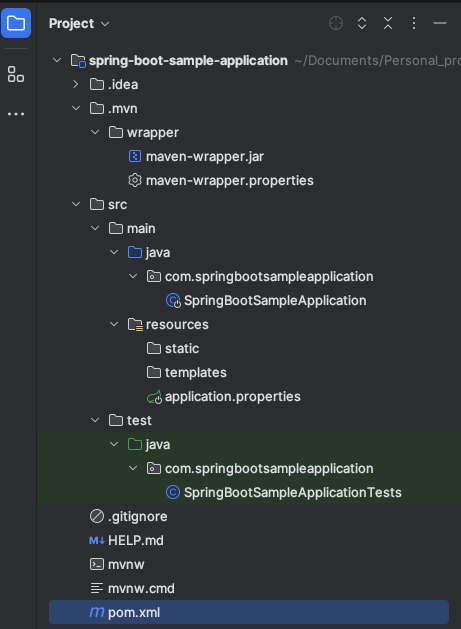 Project
spring-boot-sample-application ~/Documents/Personal_pro
.idea
.mvn
wrapper
maven-wrapper.jar
maven-wrapper.properties
src
main
java
com.springbootsampleapplication
SpringBootSampleApplication
resources
static
templates
application.properties
test
java
com.springbootsampleapplication
SpringBootSampleApplicationTests
.gitignore
M↓ HELP.md
mvnw
mvnw.cmd
m pom.xml